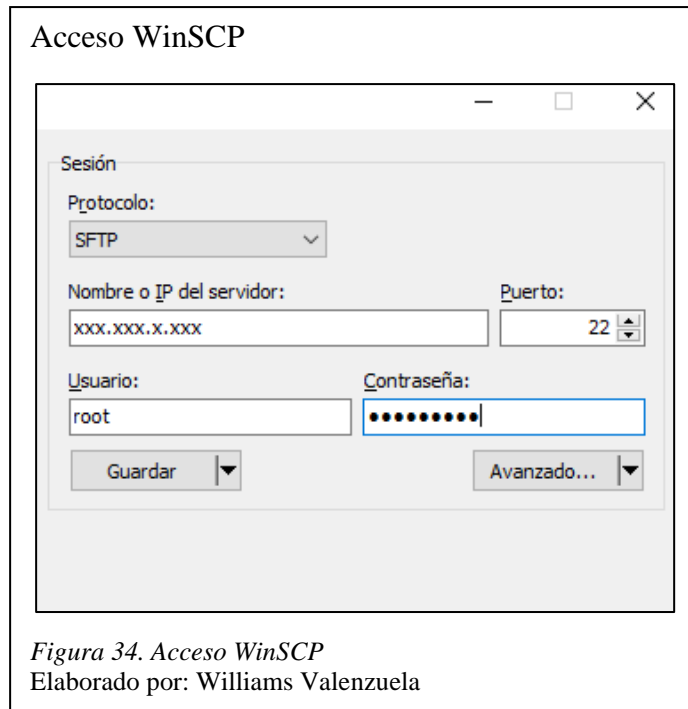 Acceso WinSCP
Sesión
Protocolo:
SFTP
Nombre o IP del servidor: Puerto:
xxx.xxx.x.xxx 22
Usuario: Contraseña:
root ●●●●●●●●●
Guardar Avanzado...
Figura 34. Acceso WinSCP
Elaborado por: Williams Valenzuela